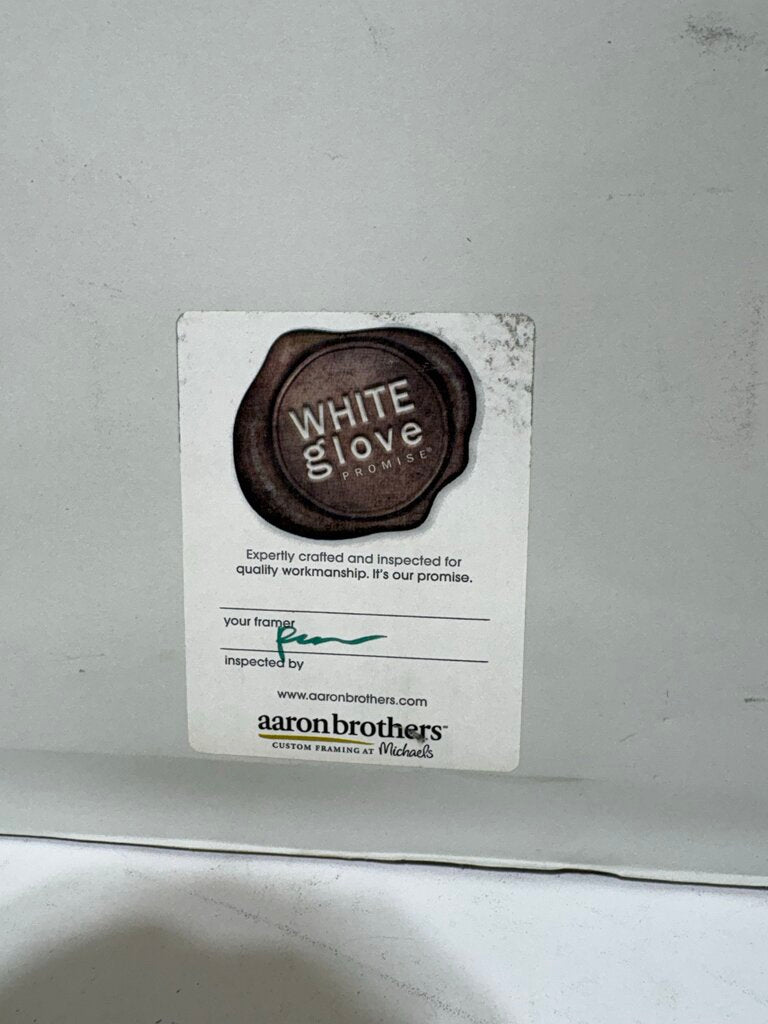 WHITE
glove
PROMISE®
Expertly crafted and inspected for
quality workmanship. It's our promise.
your framer
inspected by
www.aaronbrothers.com
aaronbrothers™
CUSTOM FRAMING AT Michaels